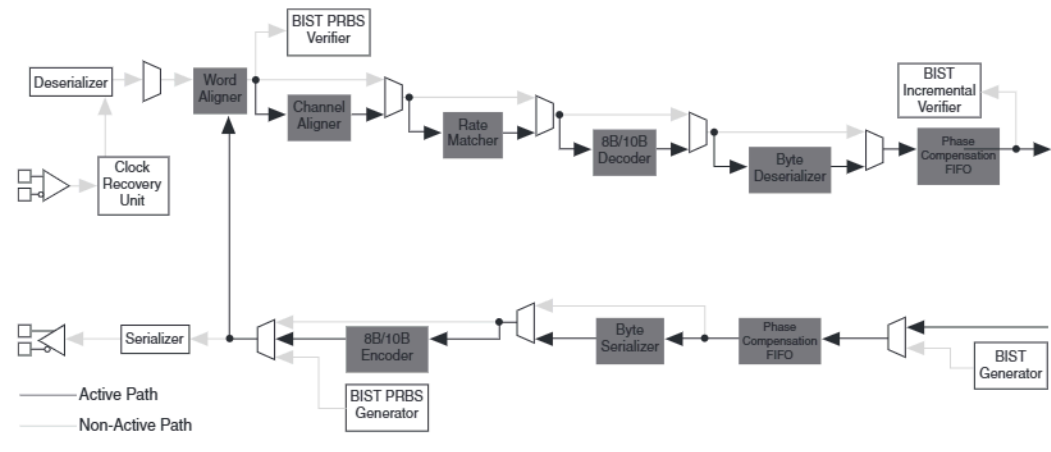 BIST PRBS
Verifier
Deserializer
Word
Aligner
Channel
Aligner
Rate
Matcher
8B/10B
Decoder
Byte
Deserializer
BIST
Incremental
Verifier
Phase
Compensation
FIFO
Clock
Recovery
Unit
Serializer
8B/10B
Encoder
BIST PRBS
Generator
Byte
Serializer
Phase
Compensation
FIFO
BIST
Generator
Active Path
Non-Active Path